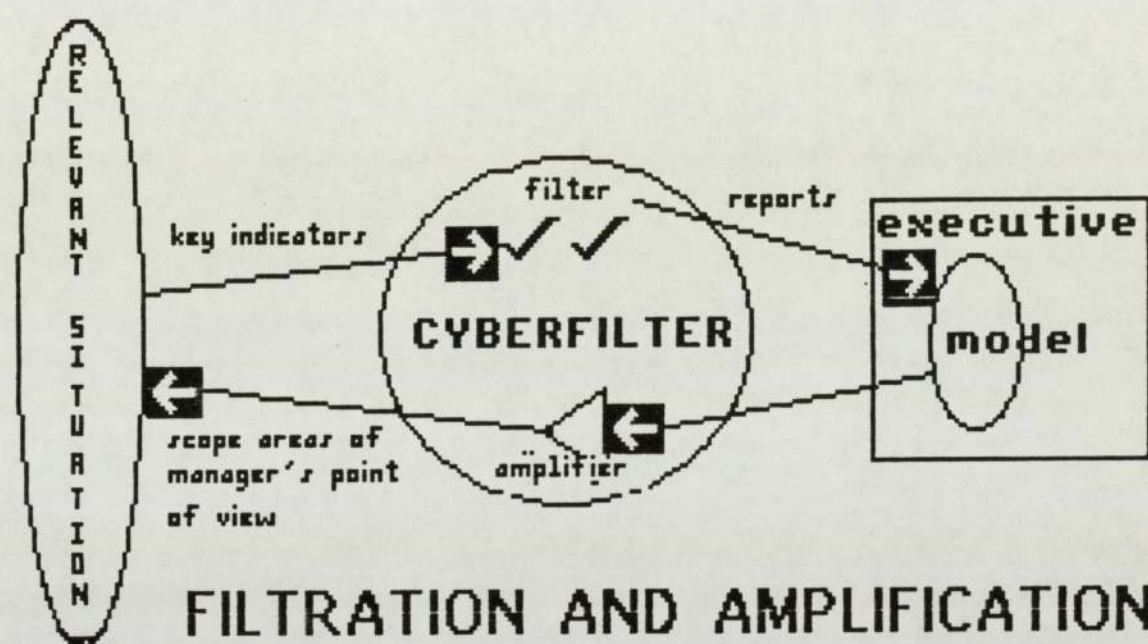 RELEVANT SITUATION
key indicators
filter
reports
executive
model
CYBERFILTER
amplifier
scope areas of
manager's point
of view
FILTRATION AND AMPLIFICATION